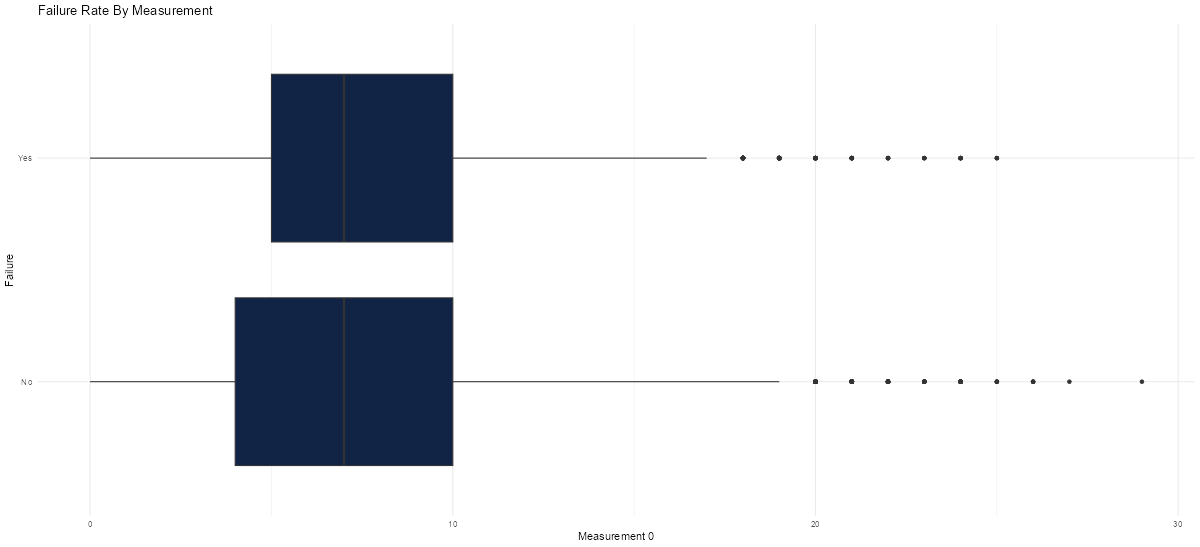 Failure Rate By Measurement
Yes
Failure
No
0 10 20 30
Measurement 0